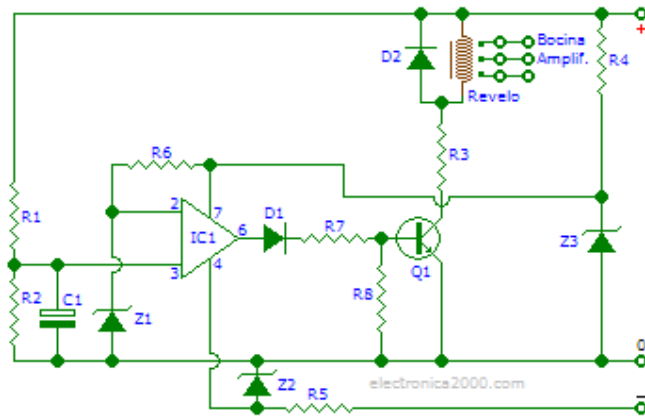 +
Bocina
Amplif.
D2
R4
Revelo
R3
R6
2
7
R1
IC1
6
D1
R7
Z3
3
4
Q1
R2
C1
Z1
R8
0
Z2
R5
electronica2000.com
−